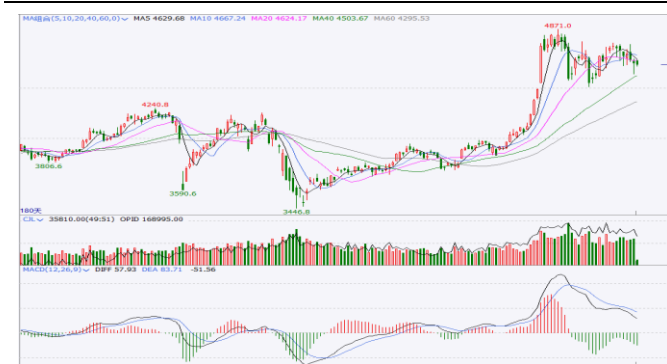 MA组合(5,10,20,40,60,0) MA5 4629.68 MA10 4667.24 MA20 4624.17 MA40 4503.67 MA60 4295.53
4871.0
4240.8
3806.6
3590.6
3446.8
180天
CJL 35810.00(49:51) OPID 168995.00
MACD(12,26,9) DIFF 57.93 DEA 83.71 -51.56